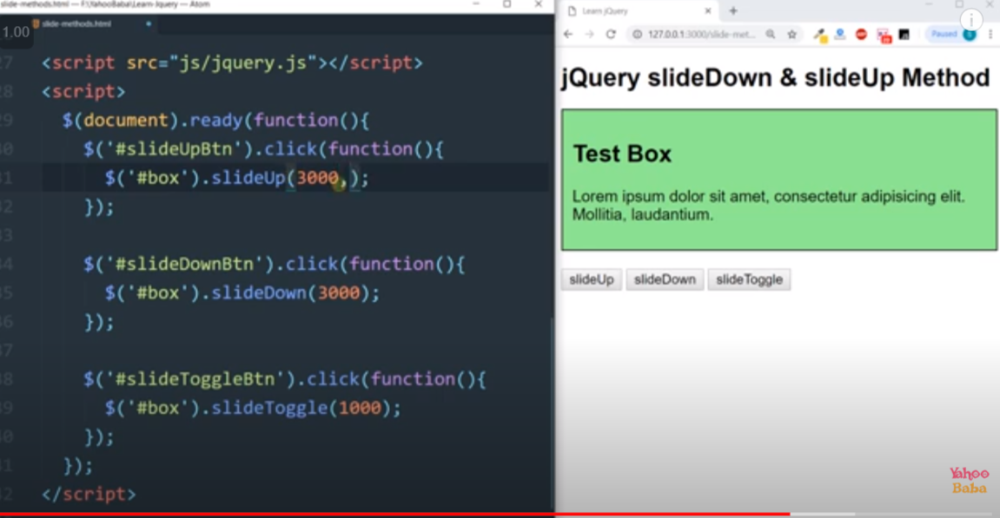 slide-methods.html — F:\YahooBaba\Learn-Jquery — Atom
slide-methods.html
1.00
27 <script src="js/jquery.js"></script>
28 <script>
29 $(document).ready(function(){
$('#slideUpBtn').click(function(){
$('#box').slideUp(3000,);
});
$('#slideDownBtn').click(function(){
$('#box').slideDown(3000);
});
$('#slideToggleBtn').click(function(){
$('#box').slideToggle(1000);
});
});
</script>
Learn jQuery
127.0.0.1:3000/slide-met...
Paused
jQuery slideDown & slideUp Method
Test Box
Lorem ipsum dolor sit amet, consectetur adipisicing elit.
Mollitia, laudantium.
slideUp slideDown slideToggle
Yahoo
Baba